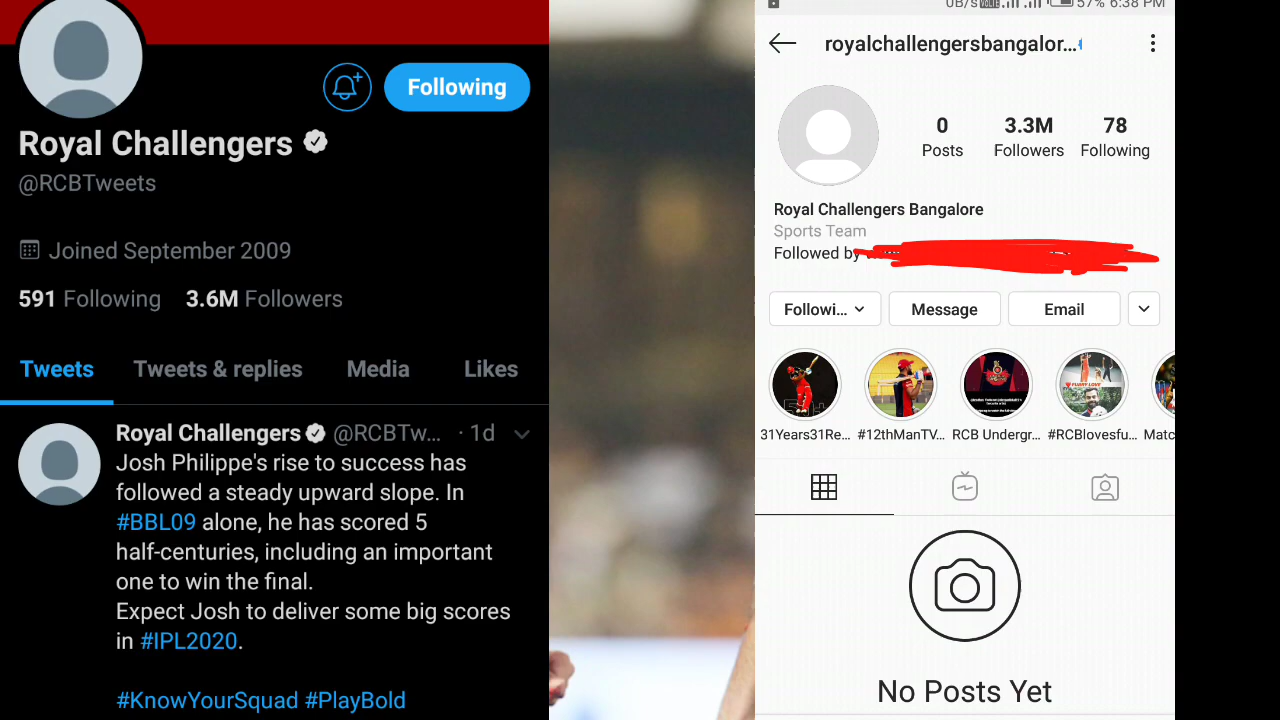 Following
Royal Challengers
@RCBTweets
Joined September 2009
591 Following 3.6M Followers
Tweets Tweets & replies Media Likes
Royal Challengers @RCBTw... · 1d
Josh Philippe's rise to success has
followed a steady upward slope. In
#BBL09 alone, he has scored 5
half-centuries, including an important
one to win the final.
Expect Josh to deliver some big scores
in #IPL2020.
#KnowYourSquad #PlayBold
0B/s VoLTE 57% 6:38 PM
royalchallengersbangalor...
0 3.3M 78
Posts Followers Following
Royal Challengers Bangalore
Sports Team
Followed by
Followi... Message Email
31Years31Re... #12thManTV... RCB Undergr... #RCBlovesfu... Matc
No Posts Yet